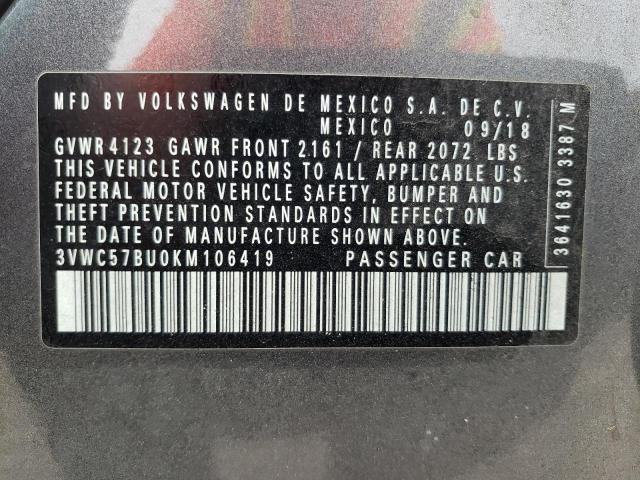 MFD BY VOLKSWAGEN DE MEXICO S.A. DE C.V.
MEXICO 09/18
GVWR 4123 GAWR FRONT 2161 / REAR 2072 LBS
THIS VEHICLE CONFORMS TO ALL APPLICABLE U.S.
FEDERAL MOTOR VEHICLE SAFETY, BUMPER AND
THEFT PREVENTION STANDARDS IN EFFECT ON
THE DATE OF MANUFACTURE SHOWN ABOVE.
3VWC57BU0KM106419 PASSENGER CAR
3641630 3387 M